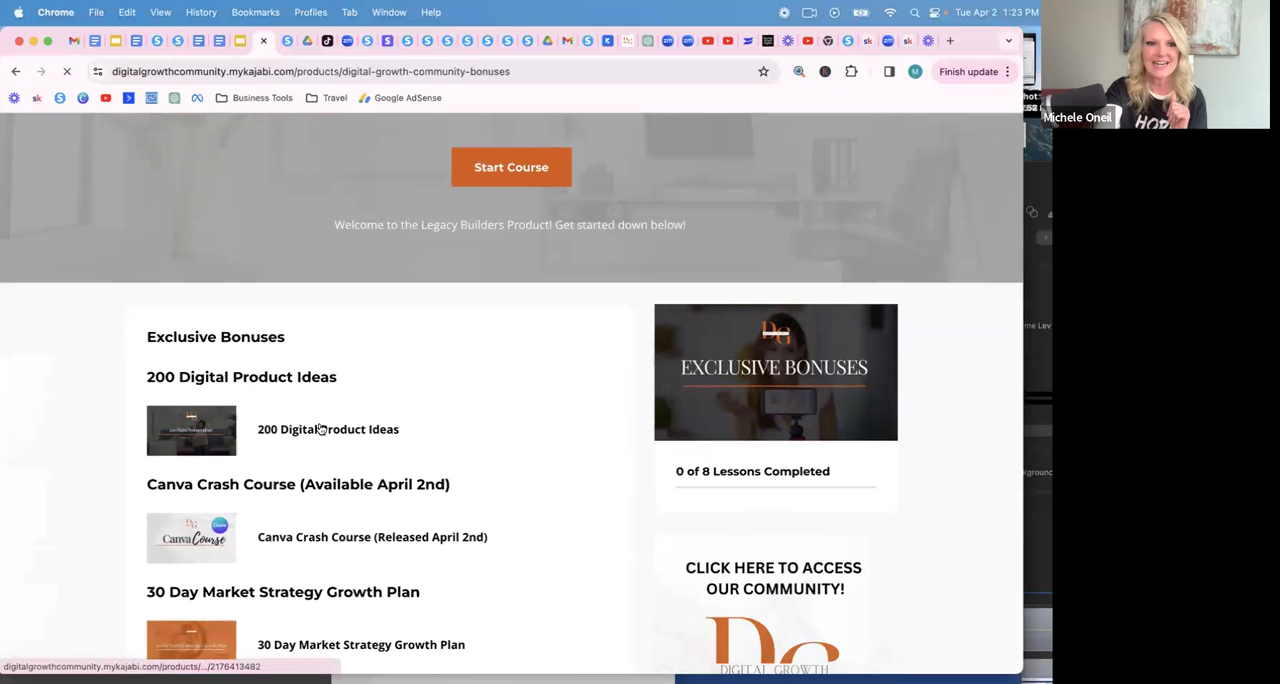 Chrome File Edit View History Bookmarks Profiles Tab Window Help
Tue Apr 2 1:23 PM
digitalgrowthcommunity.mykajabi.com/products/digital-growth-community-bonuses
Finish update
Business Tools Travel Google AdSense
Michele Oneil
Start Course
Welcome to the Legacy Builders Product! Get started down below!
Exclusive Bonuses
200 Digital Product Ideas
200 Digital Product Ideas
Canva Crash Course (Available April 2nd)
Canva Course
Canva Crash Course (Released April 2nd)
30 Day Market Strategy Growth Plan
30 Day Market Strategy Growth Plan
DG
EXCLUSIVE BONUSES
0 of 8 Lessons Completed
CLICK HERE TO ACCESS
OUR COMMUNITY!
DG
DIGITAL GROWTH
digitalgrowthcommunity.mykajabi.com/products/.../2176413482